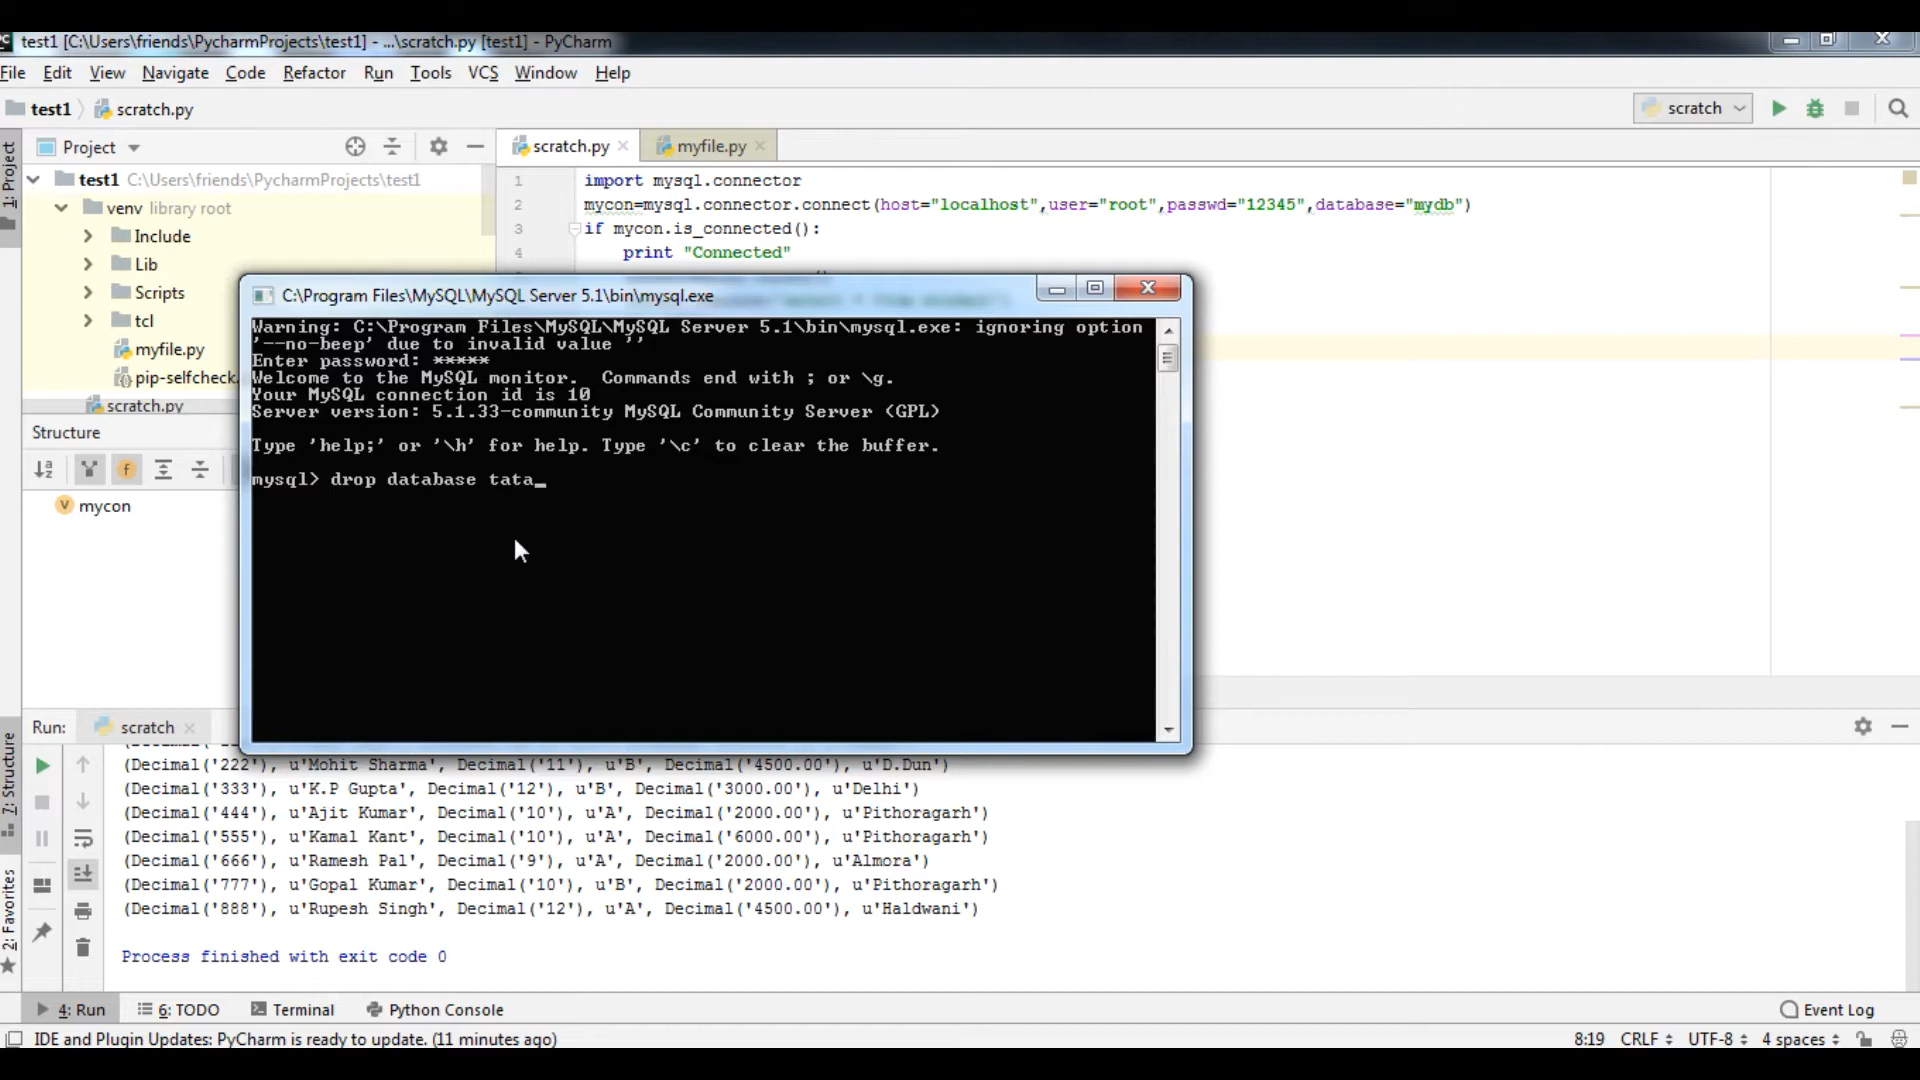 test1 [C:\Users\friends\PycharmProjects\test1] - ...\scratch.py [test1] - PyCharm
File Edit View Navigate Code Refactor Run Tools VCS Window Help
test1 scratch.py scratch
1: Project
Project
scratch.py myfile.py
test1 C:\Users\friends\PycharmProjects\test1
venv library root
Include
Lib
Scripts
tcl
myfile.py
pip-selfcheck.
scratch.py
1 import mysql.connector
2 mycon=mysql.connector.connect(host="localhost",user="root",passwd="12345",database="mydb")
3 if mycon.is_connected():
4 print "Connected"
C:\Program Files\MySQL\MySQL Server 5.1\bin\mysql.exe
Warning: C:\Program Files\MySQL\MySQL Server 5.1\bin\mysql.exe: ignoring option
'--no-beep' due to invalid value ''
Enter password: *****
Welcome to the MySQL monitor.  Commands end with ; or \g.
Your MySQL connection id is 10
Server version: 5.1.33-community MySQL Community Server (GPL)
Type 'help;' or '\h' for help. Type '\c' to clear the buffer.
mysql> drop database tata_
Structure
mycon
7: Structure
2: Favorites
Run: scratch
(Decimal('222'), u'Mohit Sharma', Decimal('11'), u'B', Decimal('4500.00'), u'D.Dun')
(Decimal('333'), u'K.P Gupta', Decimal('12'), u'B', Decimal('3000.00'), u'Delhi')
(Decimal('444'), u'Ajit Kumar', Decimal('10'), u'A', Decimal('2000.00'), u'Pithoragarh')
(Decimal('555'), u'Kamal Kant', Decimal('10'), u'A', Decimal('6000.00'), u'Pithoragarh')
(Decimal('666'), u'Ramesh Pal', Decimal('9'), u'A', Decimal('2000.00'), u'Almora')
(Decimal('777'), u'Gopal Kumar', Decimal('10'), u'B', Decimal('2000.00'), u'Pithoragarh')
(Decimal('888'), u'Rupesh Singh', Decimal('12'), u'A', Decimal('4500.00'), u'Haldwani')
Process finished with exit code 0
4: Run 6: TODO Terminal Python Console Event Log
IDE and Plugin Updates: PyCharm is ready to update. (11 minutes ago) 8:19 CRLF UTF-8 4 spaces